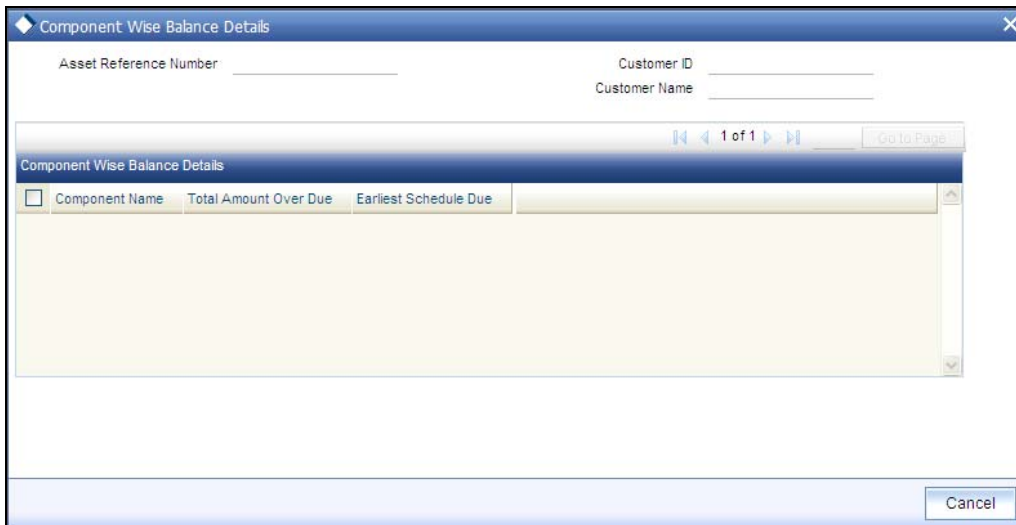 Component Wise Balance Details
Asset Reference Number
Customer ID
Customer Name
1 of 1
Go to Page
Component Wise Balance Details
Component Name Total Amount Over Due Earliest Schedule Due
Cancel